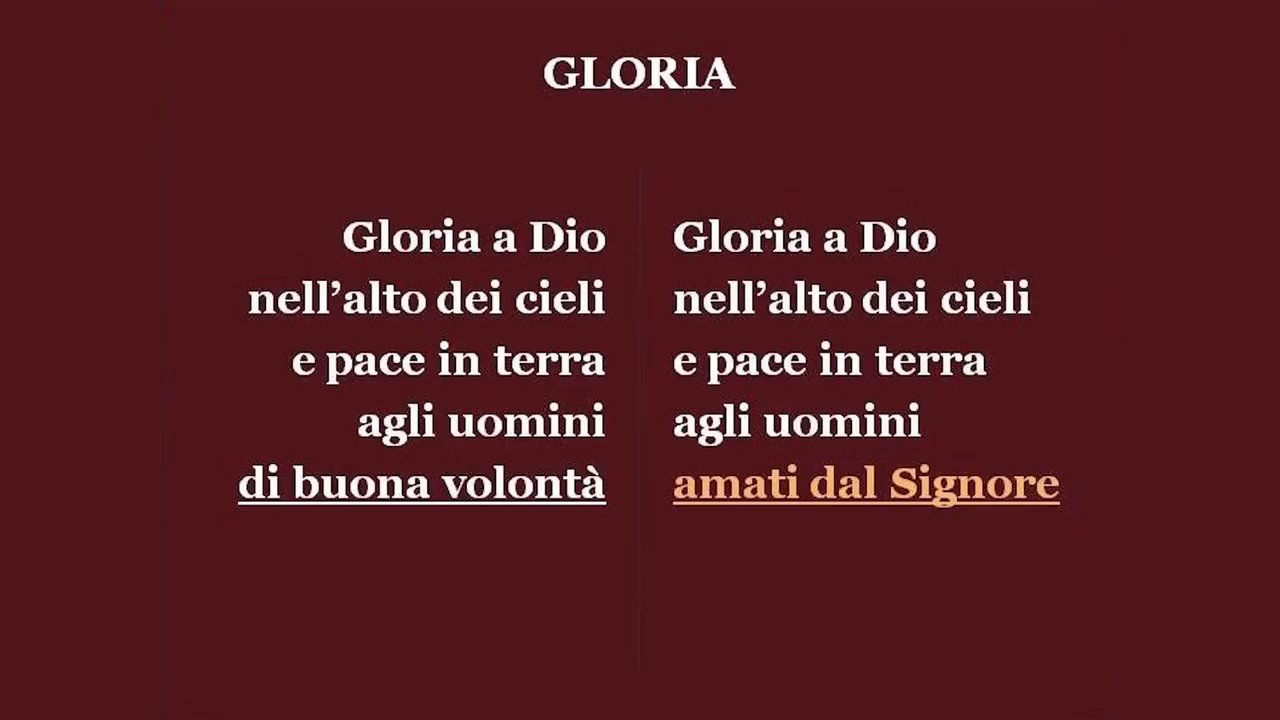 GLORIA
Gloria a Dio
nell’alto dei cieli
e pace in terra
agli uomini
di buona volontà
Gloria a Dio
nell’alto dei cieli
e pace in terra
agli uomini
amati dal Signore